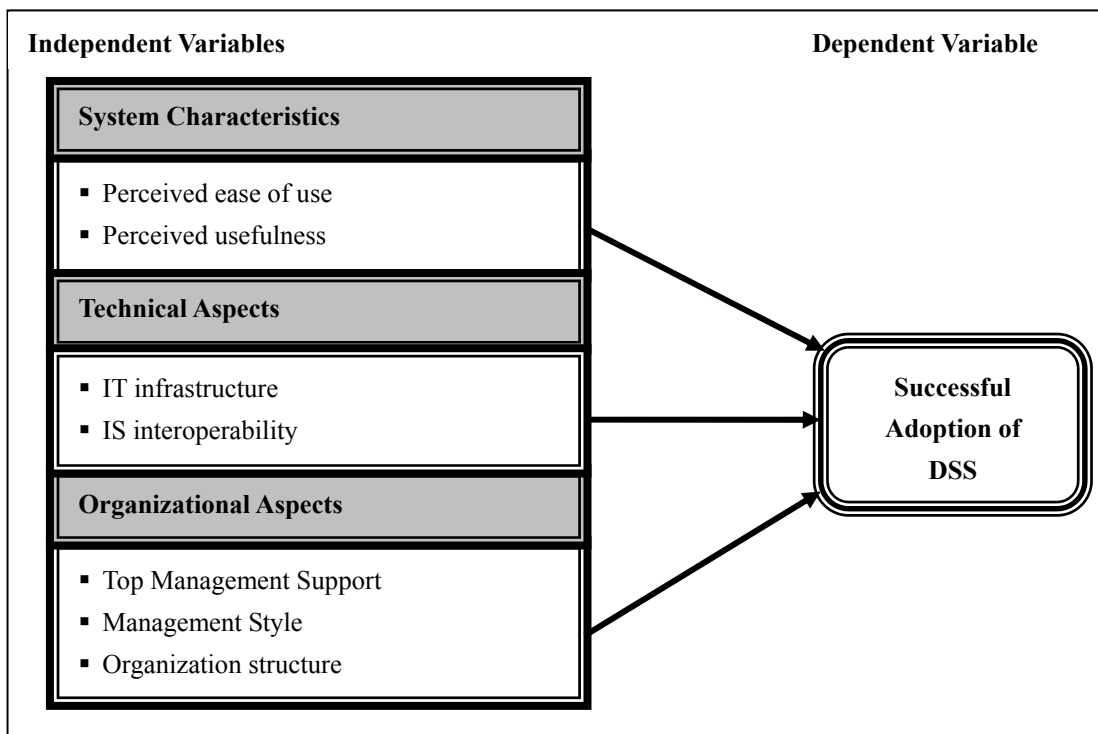 Independent Variables
Dependent Variable
System Characteristics
▪ Perceived ease of use
▪ Perceived usefulness
Technical Aspects
▪ IT infrastructure
▪ IS interoperability
Organizational Aspects
▪ Top Management Support
▪ Management Style
▪ Organization structure
Successful
Adoption of
DSS